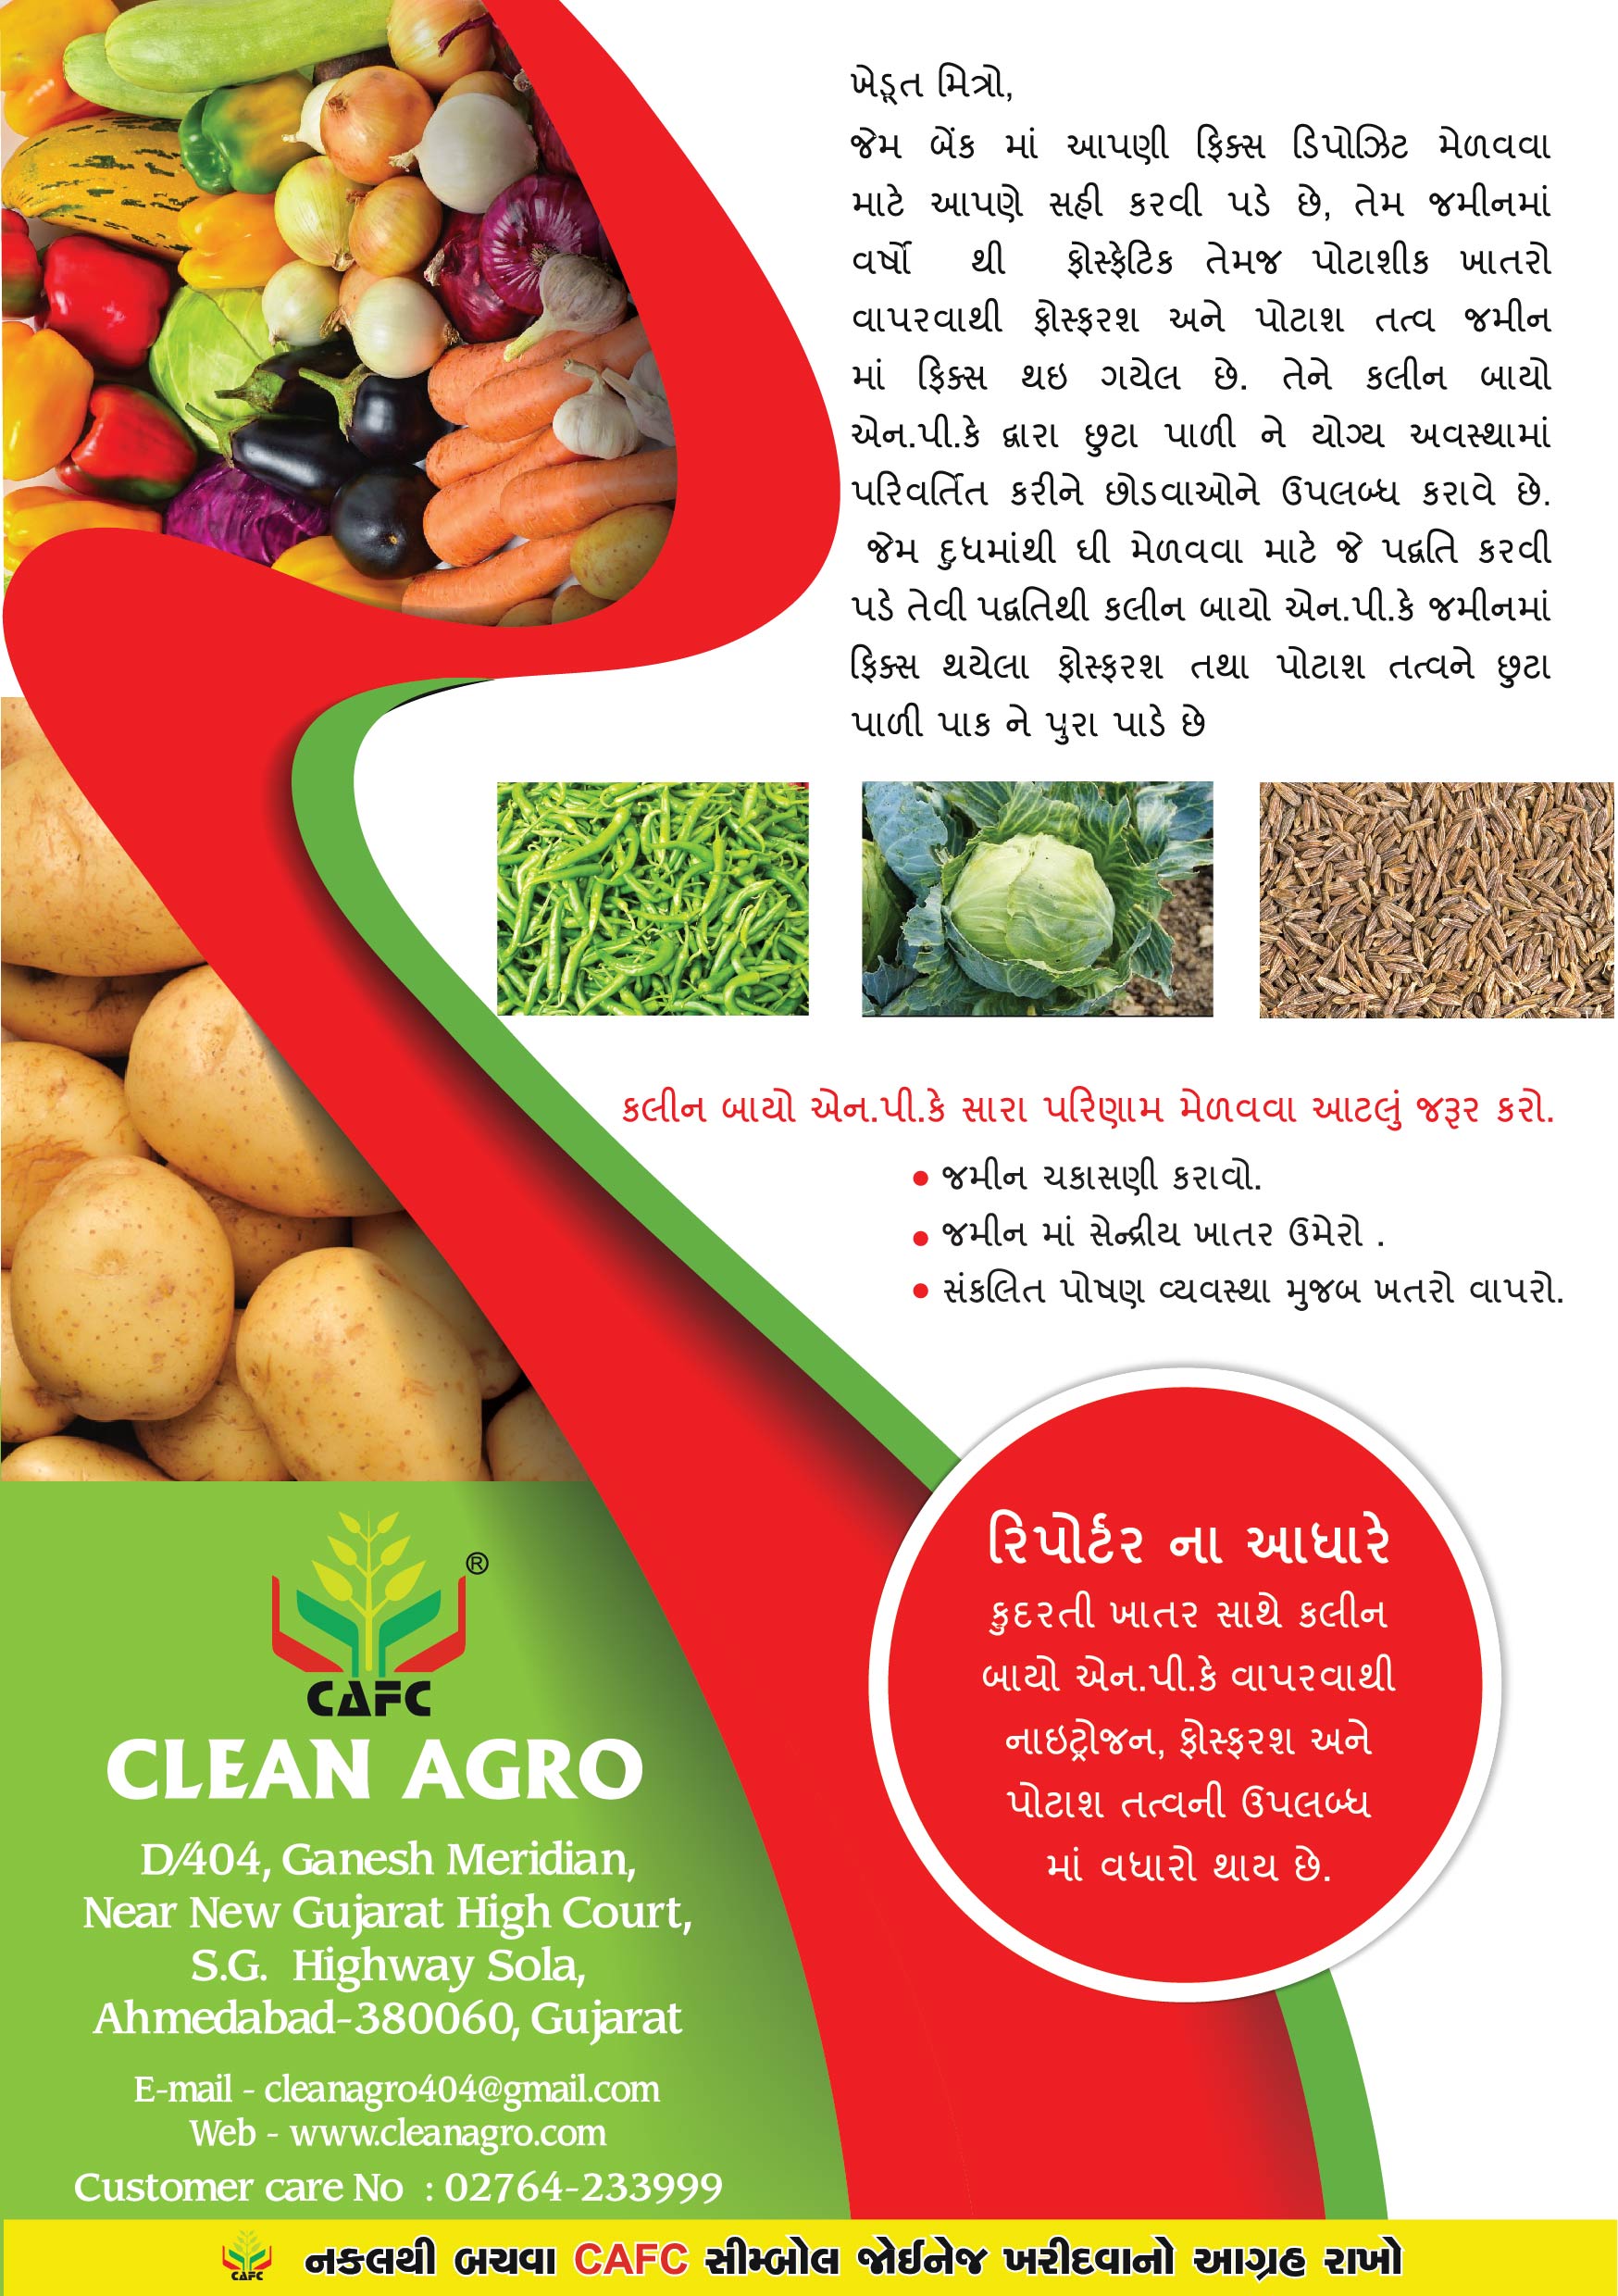 ખેડૂત મિત્રો,
જેમ બેંક માં આપણી ફિક્સ ડિપોઝિટ મેળવવા
માટે આપણે સહી કરવી પડે છે, તેમ જમીનમાં
વર્ષો થી ફોસ્ફેટિક તેમજ પોટાશીક ખાતરો
વાપરવાથી ફોસ્ફરશ અને પોટાશ તત્વ જમીન
માં ફિક્સ થઇ ગયેલ છે. તેને કલીન બાયો
એન.પી.કે દ્વારા છુટા પાળી ને યોગ્ય અવસ્થામાં
પરિવર્તિત કરીને છોડવાઓને ઉપલબ્ધ કરાવે છે.
જેમ દુધમાંથી ઘી મેળવવા માટે જે પદ્વતિ કરવી
પડે તેવી પદ્વતિથી કલીન બાયો એન.પી.કે જમીનમાં
ફિક્સ થયેલા ફોસ્ફરશ તથા પોટાશ તત્વને છુટા
પાળી પાક ને પુરા પાડે છે
કલીન બાયો એન.પી.કે સારા પરિણામ મેળવવા આટલું જરૂર કરો.
• જમીન ચકાસણી કરાવો.
• જમીન માં સેન્દ્રીય ખાતર ઉમેરો .
• સંકલિત પોષણ વ્યવસ્થા મુજબ ખતરો વાપરો.
રિપોર્ટર ના આધારે
કુદરતી ખાતર સાથે કલીન
બાયો એન.પી.કે વાપરવાથી
નાઇટ્રોજન, ફોસ્ફરશ અને
પોટાશ તત્વની ઉપલબ્ધ
માં વધારો થાય છે.
®
CAFC
CLEAN AGRO
D/404, Ganesh Meridian,
Near New Gujarat High Court,
S.G. Highway Sola,
Ahmedabad-380060, Gujarat
E-mail - cleanagro404@gmail.com
Web - www.cleanagro.com
Customer care No : 02764-233999
CAFC
નકલથી બચવા CAFC સીમ્બોલ જોઈનેજ ખરીદવાનો આગ્રહ રાખો